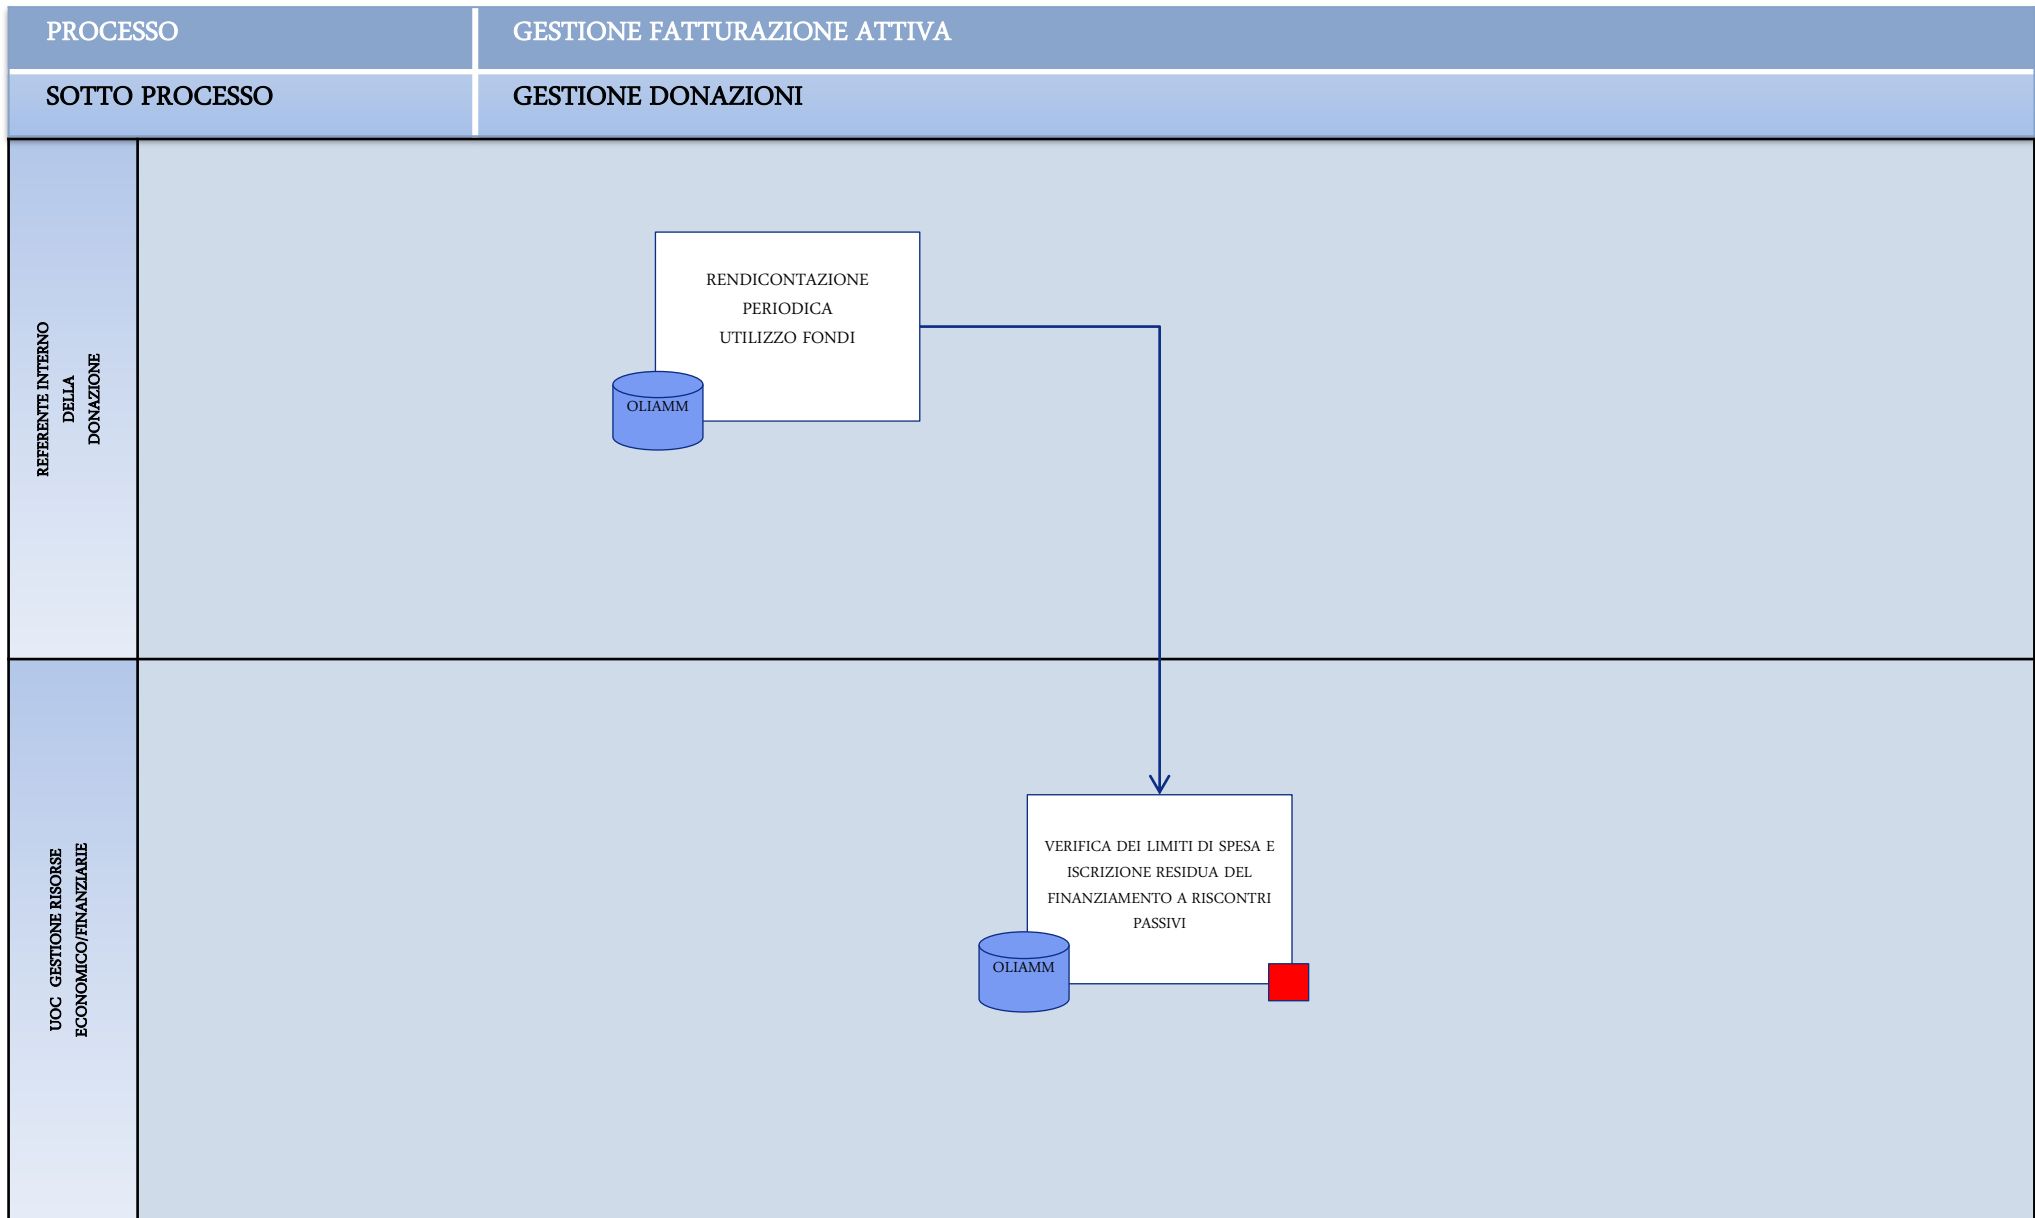 PROCESSO
GESTIONE FATTURAZIONE ATTIVA
SOTTO PROCESSO
GESTIONE DONAZIONI
REFERENTE INTERNO
DELLA
DONAZIONE
RENDICONTAZIONE
PERIODICA
UTILIZZO FONDI
OLIAMM
UOC GESTIONE RISORSE
ECONOMICO/FINANZIARIE
VERIFICA DEI LIMITI DI SPESA E
ISCRIZIONE RESIDUA DEL
FINANZIAMENTO A RISCONTRI
PASSIVI
OLIAMM